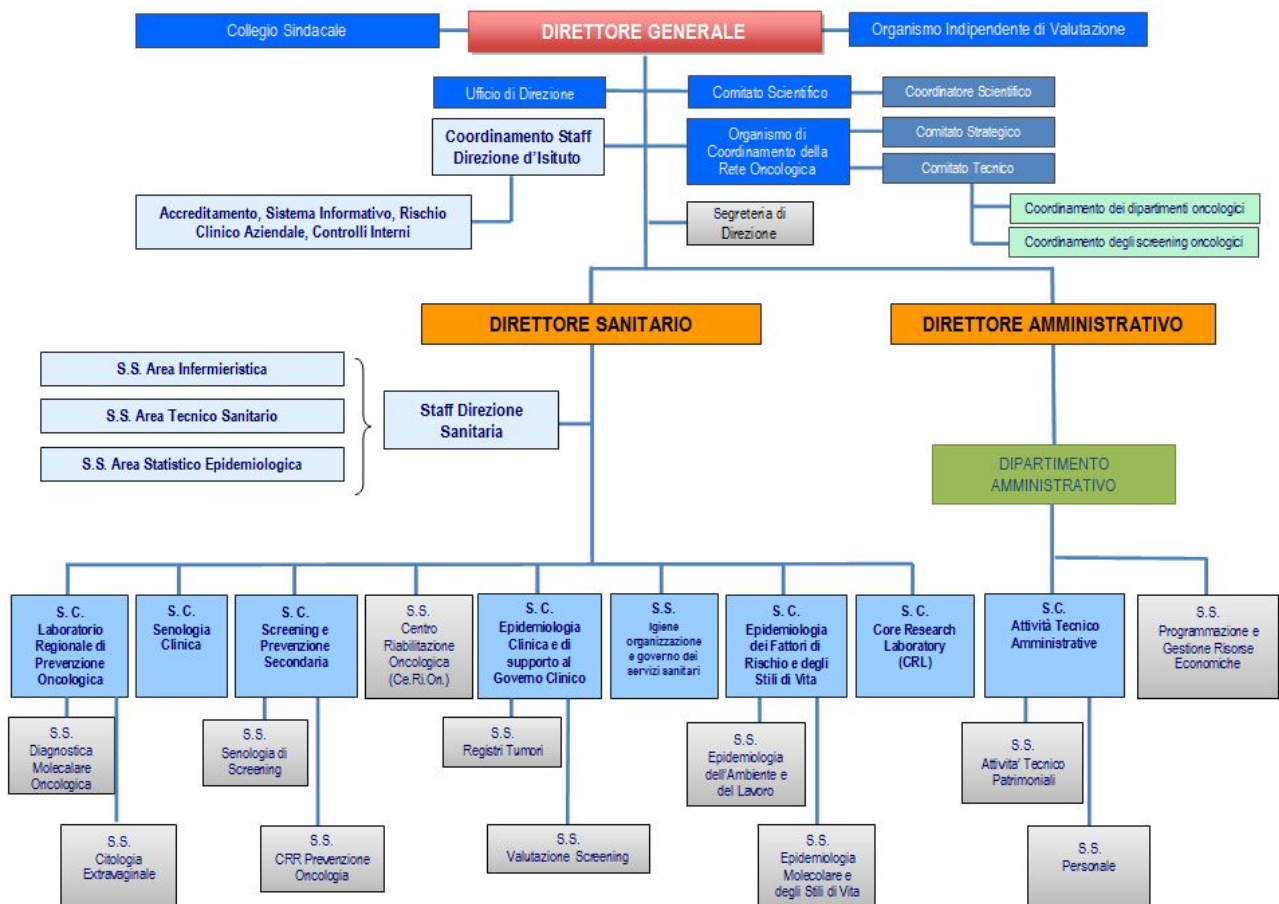 Collegio Sindacale
DIRETTORE GENERALE
Organismo Indipendente di Valutazione
Ufficio di Direzione
Comitato Scientifico
Coordinatore Scientifico
Coordinamento Staff
Direzione d'Isituto
Organismo di
Coordinamento della
Rete Oncologica
Comitato Strategico
Comitato Tecnico
Accreditamento, Sistema Informativo, Rischio
Clinico Aziendale, Controlli Interni
Segreteria di
Direzione
Coordinamento dei dipartimenti oncologici
Coordinamento degli screening oncologici
DIRETTORE SANITARIO
DIRETTORE AMMINISTRATIVO
S.S. Area Infermieristica
S.S. Area Tecnico Sanitario
S.S. Area Statistico Epidemiologica
Staff Direzione
Sanitaria
DIPARTIMENTO
AMMINISTRATIVO
S. C.
Laboratorio
Regionale di
Prevenzione
Oncologica
S. C.
Senologia
Clinica
S. C.
Screening e
Prevenzione
Secondaria
S.S.
Centro
Riabilitazione
Oncologica
(Ce.Ri.On.)
S. C.
Epidemiologia
Clinica e di
supporto al
Governo Clinico
S.S.
Igiene
organizzazione
e governo dei
servizi sanitari
S. C.
Epidemiologia
dei Fattori di
Rischio e degli
Stili di Vita
S. C.
Core Research
Laboratory
(CRL)
S.C.
Attività Tecnico
Amministrative
S.S.
Programmazione e
Gestione Risorse
Economiche
S.S.
Diagnostica
Molecalare
Oncologica
S.S.
Senologia di
Screening
S.S.
Registri Tumori
S.S.
Epidemiologia
dell'Ambiente e
del Lavoro
S.S.
Attivita' Tecnico
Patrimoniali
S.S.
Citologia
Extravaginale
S.S.
CRR Prevenzione
Oncologia
S.S.
Valutazione Screening
S.S.
Epidemiologia
Molecolare e
degli Stili di Vita
S.S.
Personale